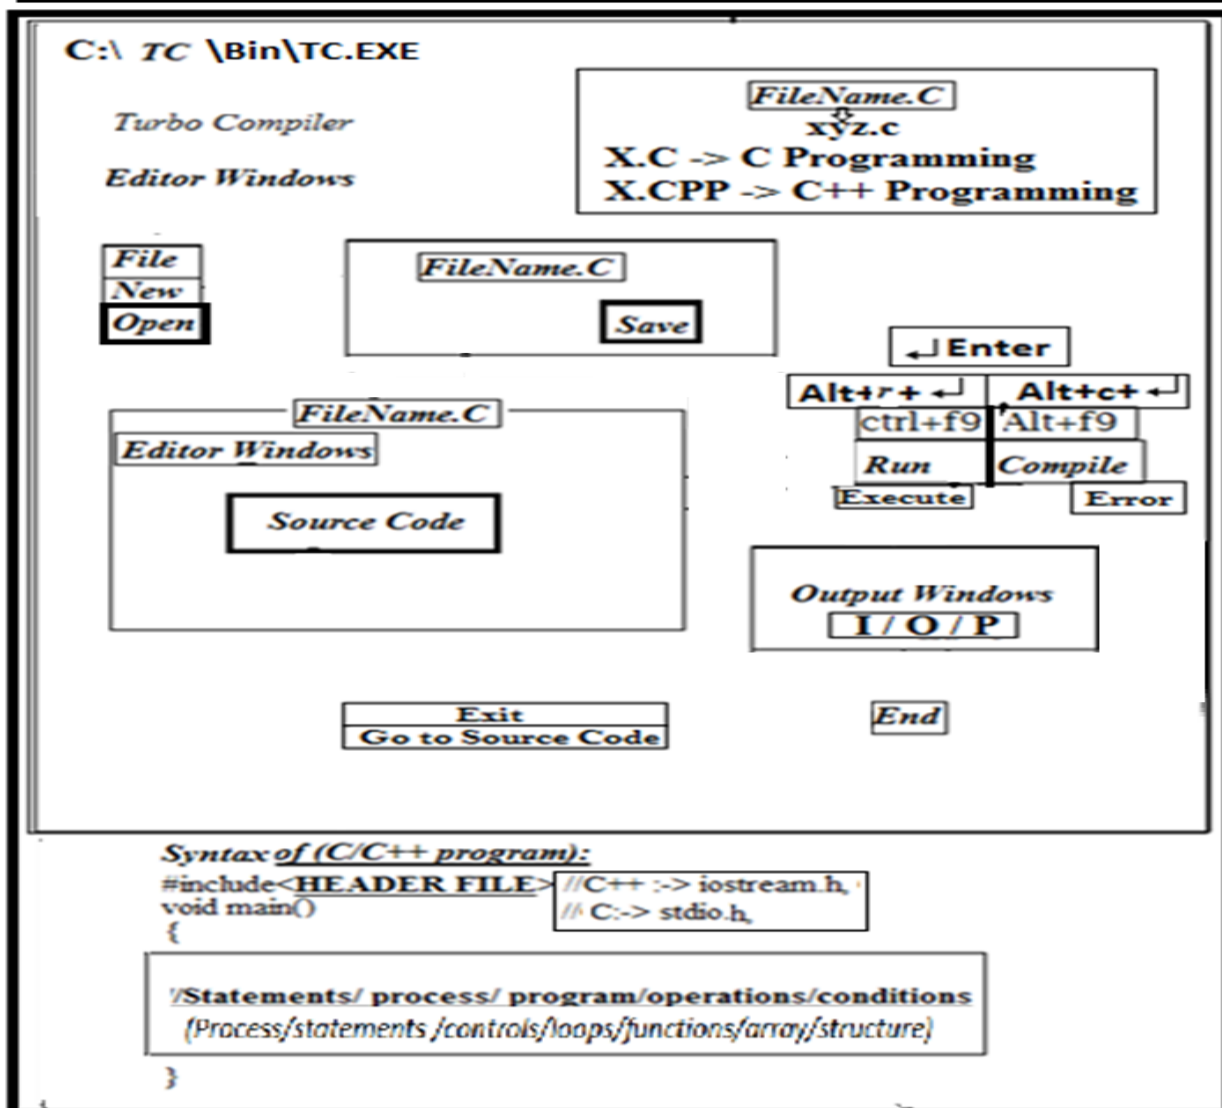 C:\ TC \Bin\TC.EXE
Turbo Compiler
Editor Windows
FileName.C
xyz.c
X.C -> C Programming
X.CPP -> C++ Programming
File
New
Open
FileName.C
Save
↵ Enter
Alt+r+ ↵ Alt+c+ ↵
ctrl+f9 Alt+f9
Run Compile
Execute Error
FileName.C
Editor Windows
Source Code
Output Windows
I / O / P
Exit
Go to Source Code
End
Syntax of (C/C++ program):
#include<HEADER FILE> //C++ :-> iostream.h,
void main() // C:-> stdio.h,
{
//Statements/ process/ program/operations/conditions
(Process/statements /controls/loops/functions/array/structure)
}